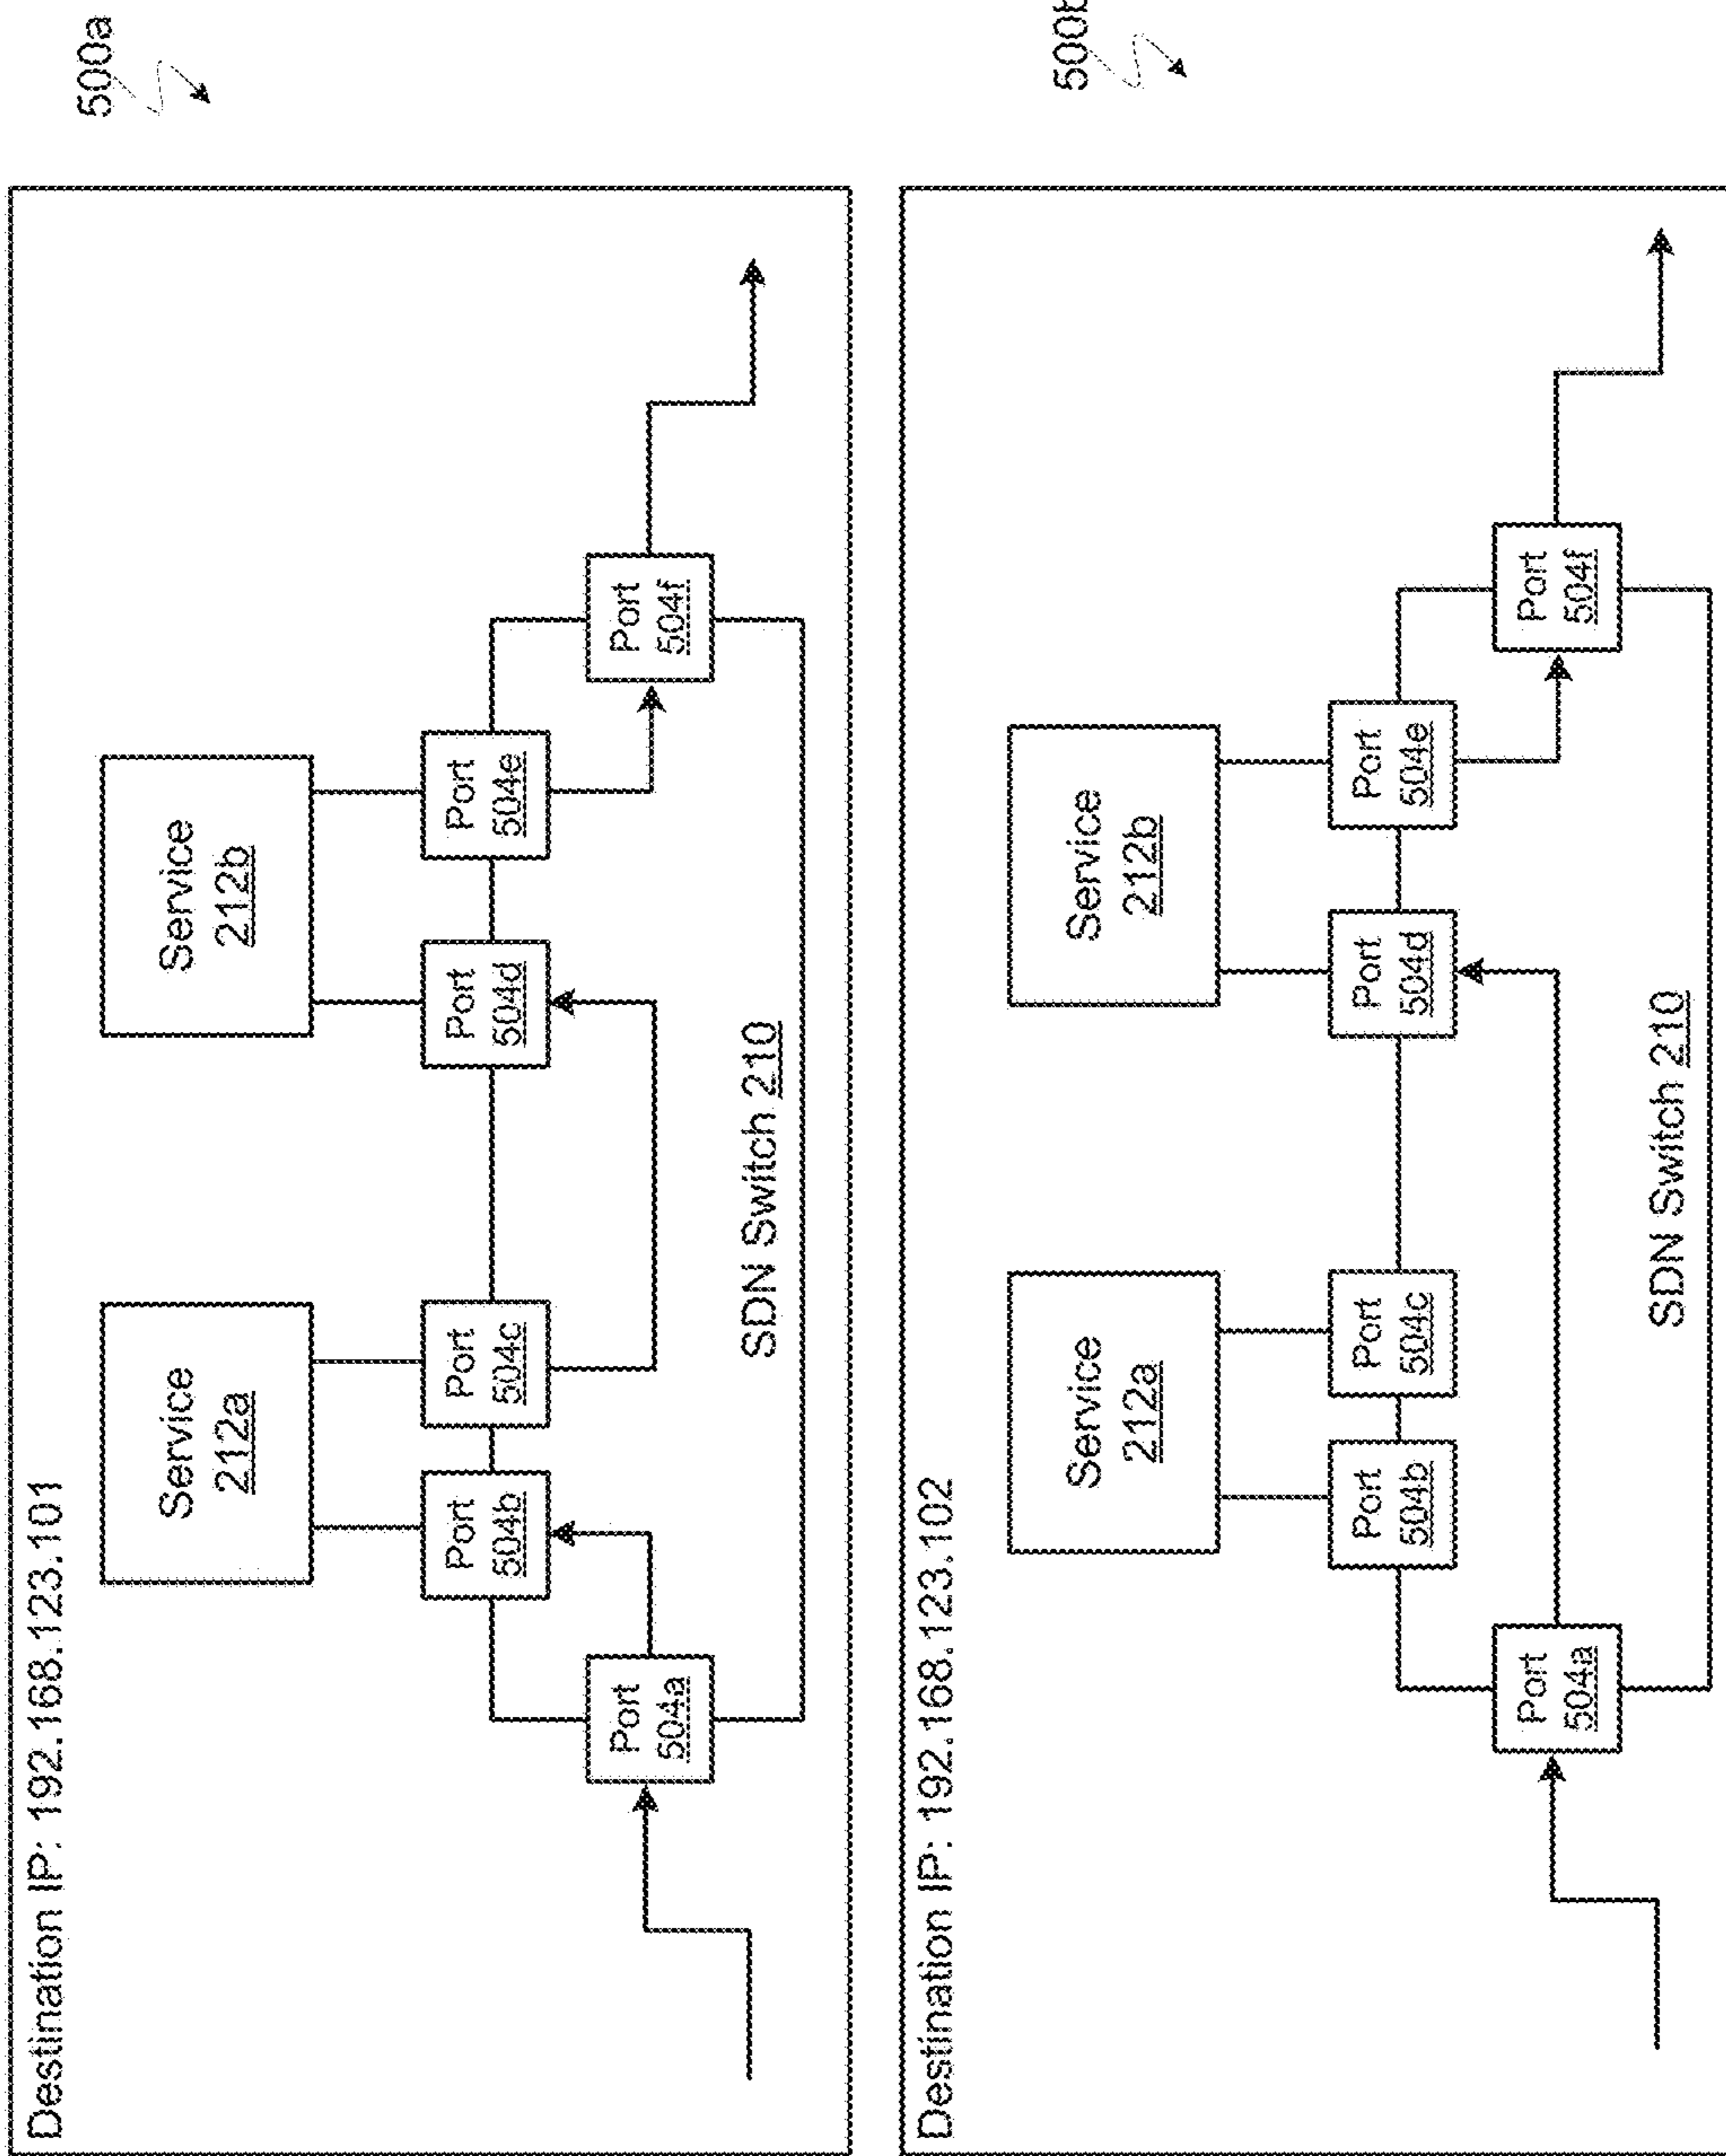 500a
Destination IP: 192.168.123.101
Service
212a
Service
212b
Port
504b
Port
504c
Port
504d
Port
504e
Port
504a
Port
504f
SDN Switch 210
500b
Destination IP: 192.168.123.102
Service
212a
Service
212b
Port
504b
Port
504c
Port
504d
Port
504e
Port
504a
Port
504f
SDN Switch 210